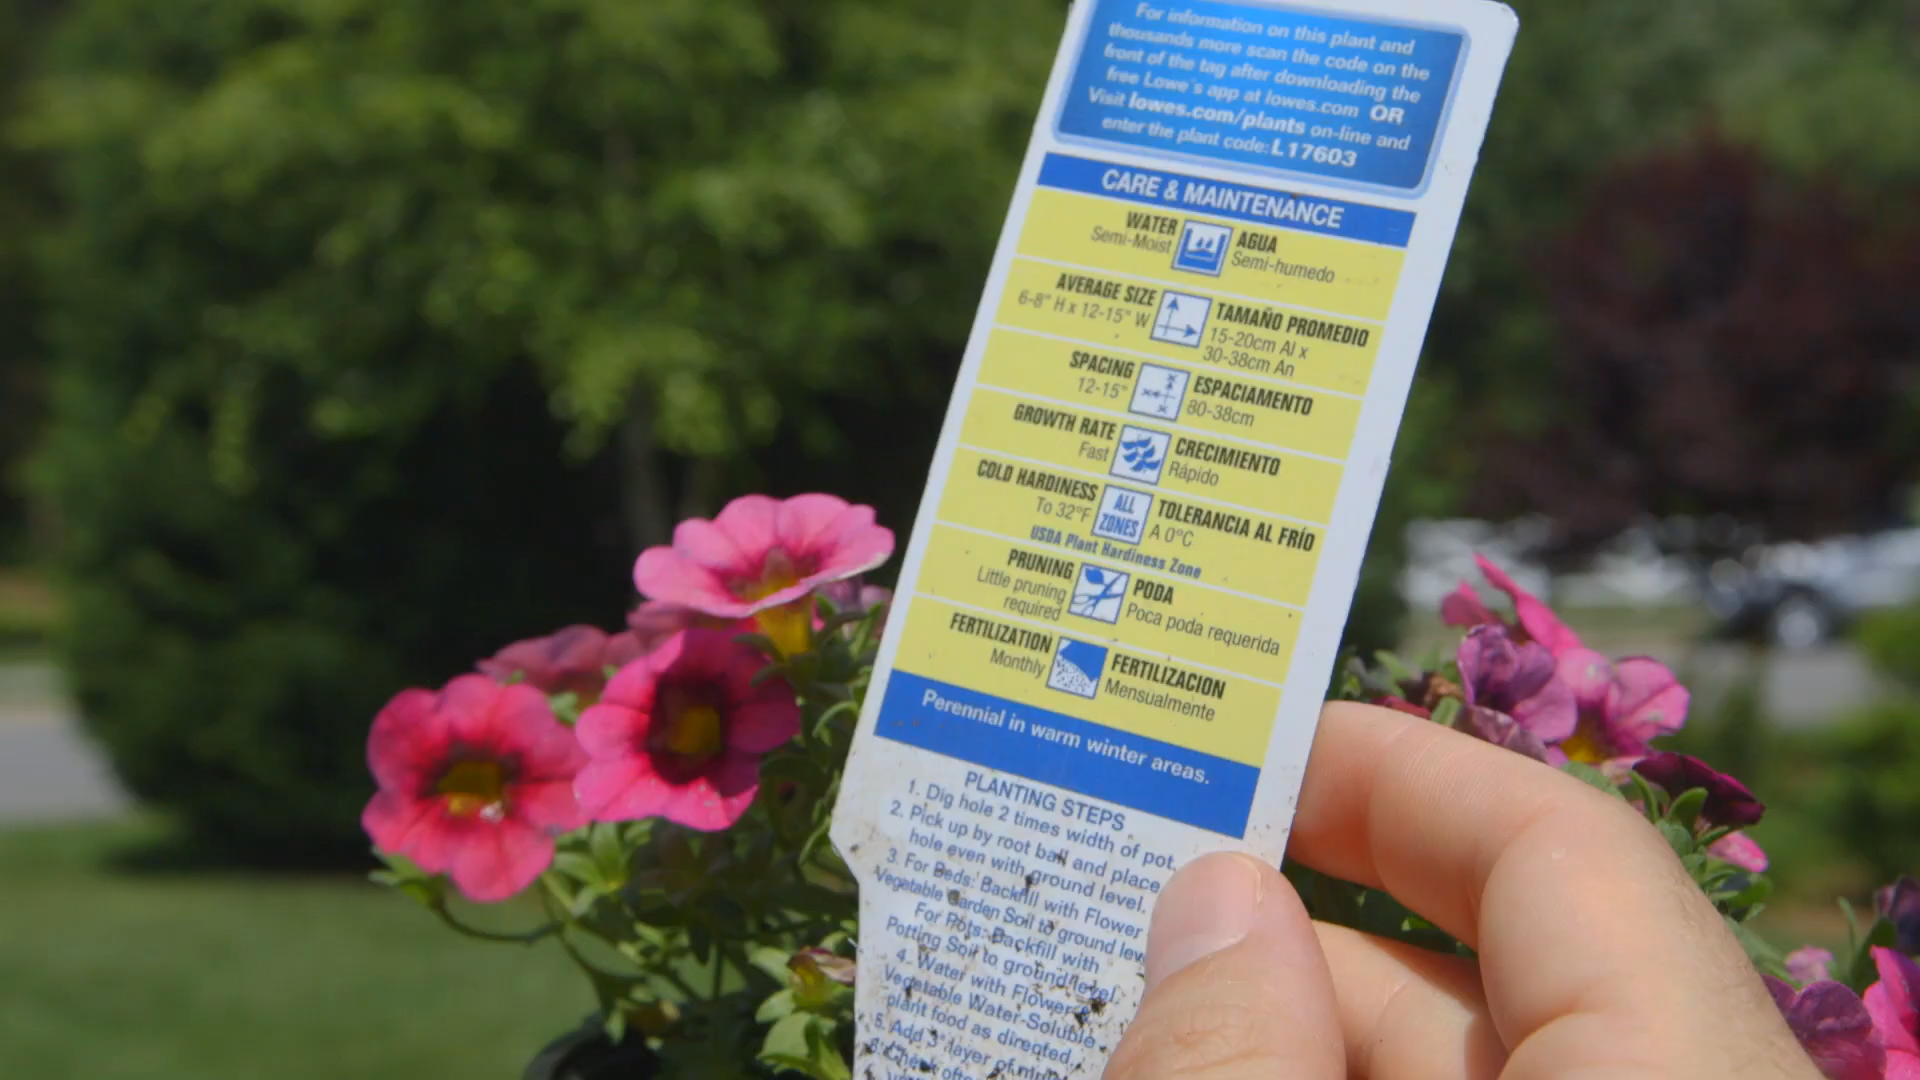 For information on this plant and
thousands more scan the code on the
front of the tag after downloading the
free Lowe's app at lowes.com OR
Visit lowes.com/plants on-line and
enter the plant code: L17603
CARE & MAINTENANCE
WATER
Semi-Moist
AGUA
Semi-humedo
AVERAGE SIZE
6-8" H x 12-15" W
TAMAÑO PROMEDIO
15-20cm Al x
30-38cm An
SPACING
12-15"
ESPACIAMENTO
80-38cm
GROWTH RATE
Fast
CRECIMIENTO
Rápido
COLD HARDINESS
To 32°F
ALL
ZONES
TOLERANCIA AL FRÍO
A 0°C
USDA Plant Hardiness Zone
PRUNING
Little pruning
required
PODA
Poca poda requerida
FERTILIZATION
Monthly
FERTILIZACION
Mensualmente
Perennial in warm winter areas.
PLANTING STEPS
1. Dig hole 2 times width of pot.
2. Pick up by root ball and place
hole even with ground level.
3. For Beds: Backfill with Flower
Vegetable Garden Soil to ground
For Pots: Backfill with
Potting Soil to ground level.
4. Water with Flower
Vegetable Water-Soluble
plant food as directed.
5. Add 3" layer of
6. Check